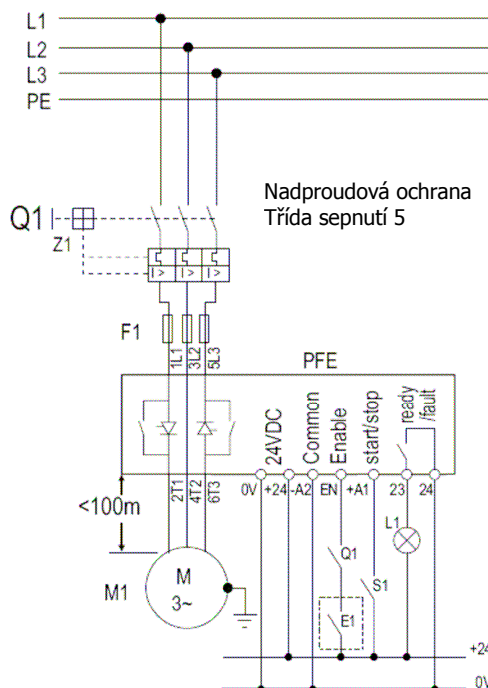 L1
L2
L3
PE
Nadproudová ochrana
Třída sepnutí 5
Q1
Z1
I> I> I>
F1
1L1 3L2 5L3
PFE
24VDC
Common
Enable
start/stop
ready
/fault
2T1 4T2 6T3
0V +24 -A2 EN +A1 23 24
<100m
L1
Q1
M1
M
3~
S1
E1
+24
0V